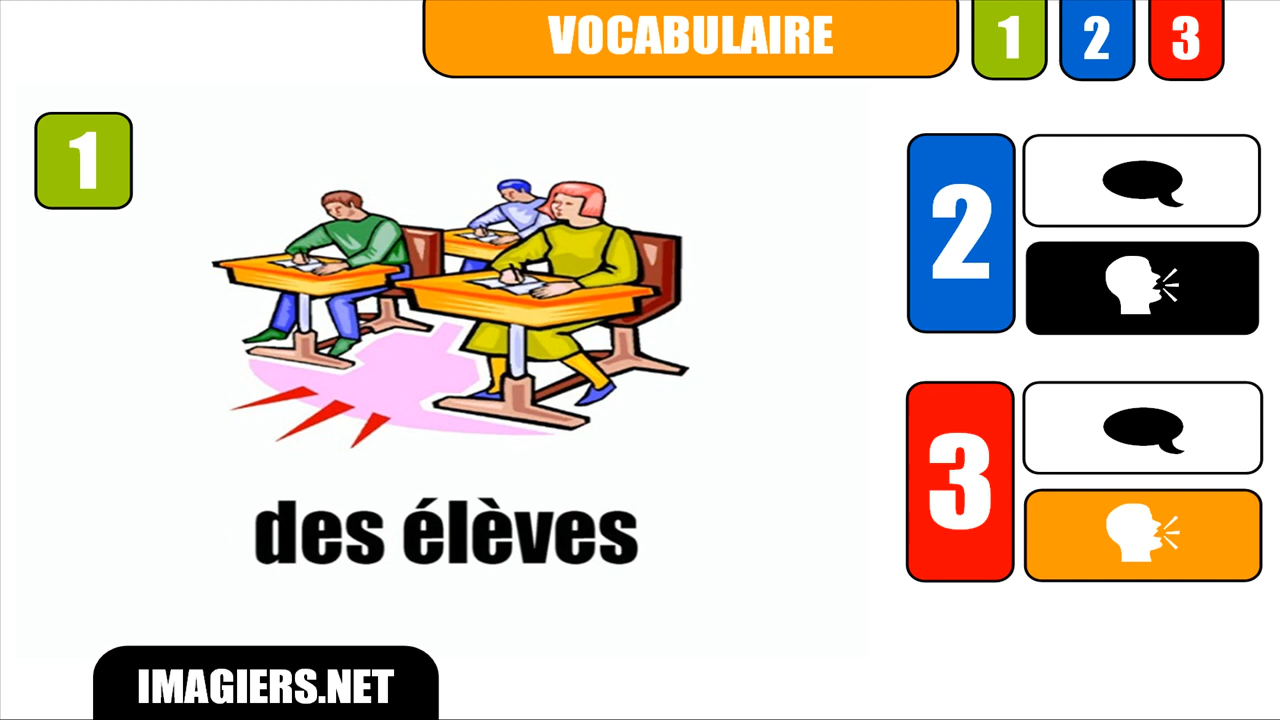 VOCABULAIRE 1 2 3
1
2
des élèves
3
IMAGIERS.NET